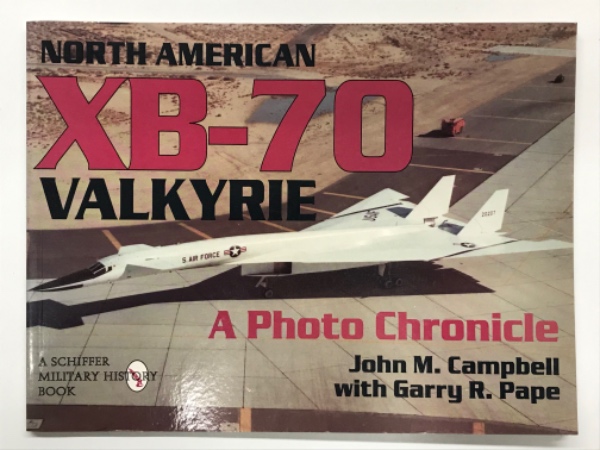 NORTH AMERICAN
XB-70
VALKYRIE
S. AIR FORCE
A Photo Chronicle
John M. Campbell
with Garry R. Pape
A SCHIFFER
MILITARY HISTORY
BOOK